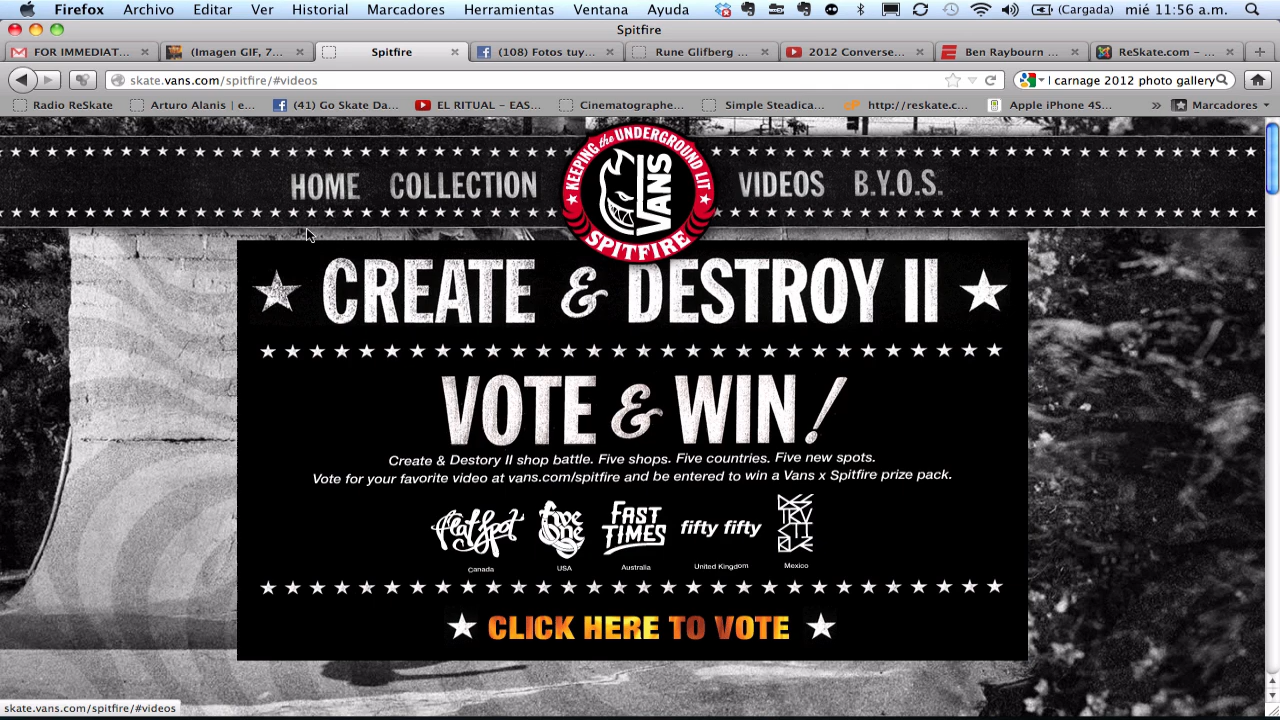 Firefox Archivo Editar Ver Historial Marcadores Herramientas Ventana Ayuda (Cargada) mié 11:56 a.m.
Spitfire
FOR IMMEDIAT... (Imagen GIF, 7... Spitfire (108) Fotos tuy... Rune Glifberg ... 2012 Converse... Ben Raybourn ... ReSkate.com - ...
skate.vans.com/spitfire/#videos l carnage 2012 photo gallery
Radio ReSkate Arturo Alanis | e... (41) Go Skate Da... EL RITUAL - EAS... Cinematographe... Simple Steadica... http://reskate.c... Apple iPhone 4S... » Marcadores
HOME COLLECTION VIDEOS B.Y.O.S.
KEEPING the UNDERGROUND LIT
VANS
SPITFIRE
CREATE & DESTROY II
VOTE & WIN!
Create & Destory II shop battle. Five shops. Five countries. Five new spots.
Vote for your favorite video at vans.com/spitfire and be entered to win a Vans x Spitfire prize pack.
flatSpot five One FAST TIMES fifty fifty DESTRUCTIBLE
Canada USA Australia United Kingdom Mexico
CLICK HERE TO VOTE
skate.vans.com/spitfire/#videos